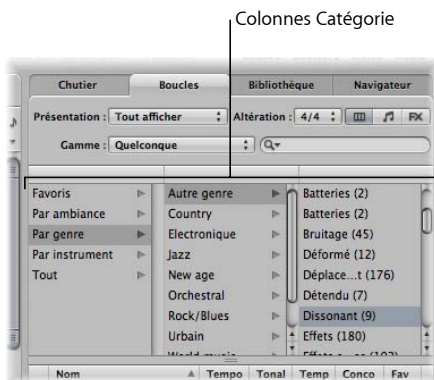 Colonnes Catégorie
Chutier Boucles Bibliothèque Navigateur
Présentation : Tout afficher Altération : 4/4 FX
Gamme : Quelconque
Favoris Autre genre Batteries (2)
Par ambiance Country Batteries (2)
Par genre Electronique Bruitage (45)
Par instrument Jazz Déformé (12)
Tout New age Déplace...t (176)
Orchestral Détendu (7)
Rock/Blues Dissonant (9)
Urbain Effets (180)
Nom Tempo Tonal Temp Conco Fav